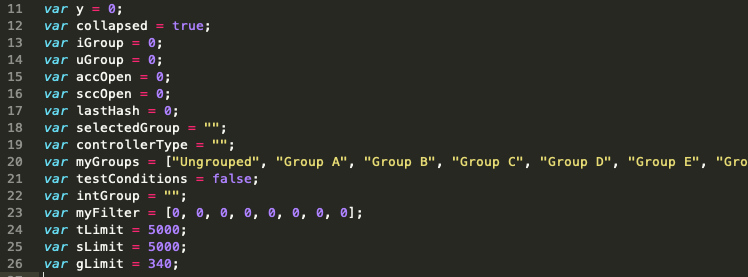 11 var y = 0;
12 var collapsed = true;
13 var iGroup = 0;
14 var uGroup = 0;
15 var accOpen = 0;
16 var sccOpen = 0;
17 var lastHash = 0;
18 var selectedGroup = "";
19 var controllerType = "";
20 var myGroups = ["Ungrouped", "Group A", "Group B", "Group C", "Group D", "Group E", "Gro
21 var testConditions = false;
22 var intGroup = "";
23 var myFilter = [0, 0, 0, 0, 0, 0, 0, 0];
24 var tLimit = 5000;
25 var sLimit = 5000;
26 var gLimit = 340;